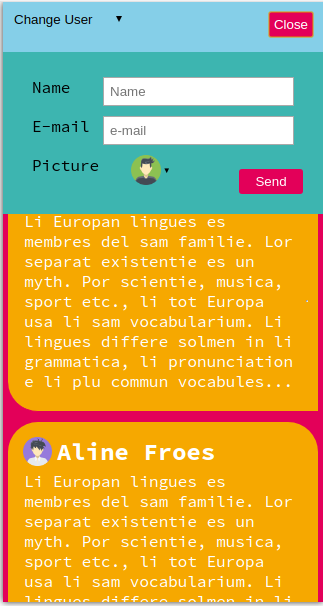 Change User ▼
Close
Name
Name
E-mail
e-mail
Picture ▾
Send
Li Europan lingues es
membres del sam familie. Lor
separat existentie es un
myth. Por scientie, musica,
sport etc., li tot Europa
usa li sam vocabularium. Li
lingues differe solmen in li
grammatica, li pronunciation
e li plu commun vocabules...
Aline Froes
Li Europan lingues es
membres del sam familie. Lor
separat existentie es un
myth. Por scientie, musica,
sport etc., li tot Europa
usa li sam vocabularium. Li
lingues differe solmen in li